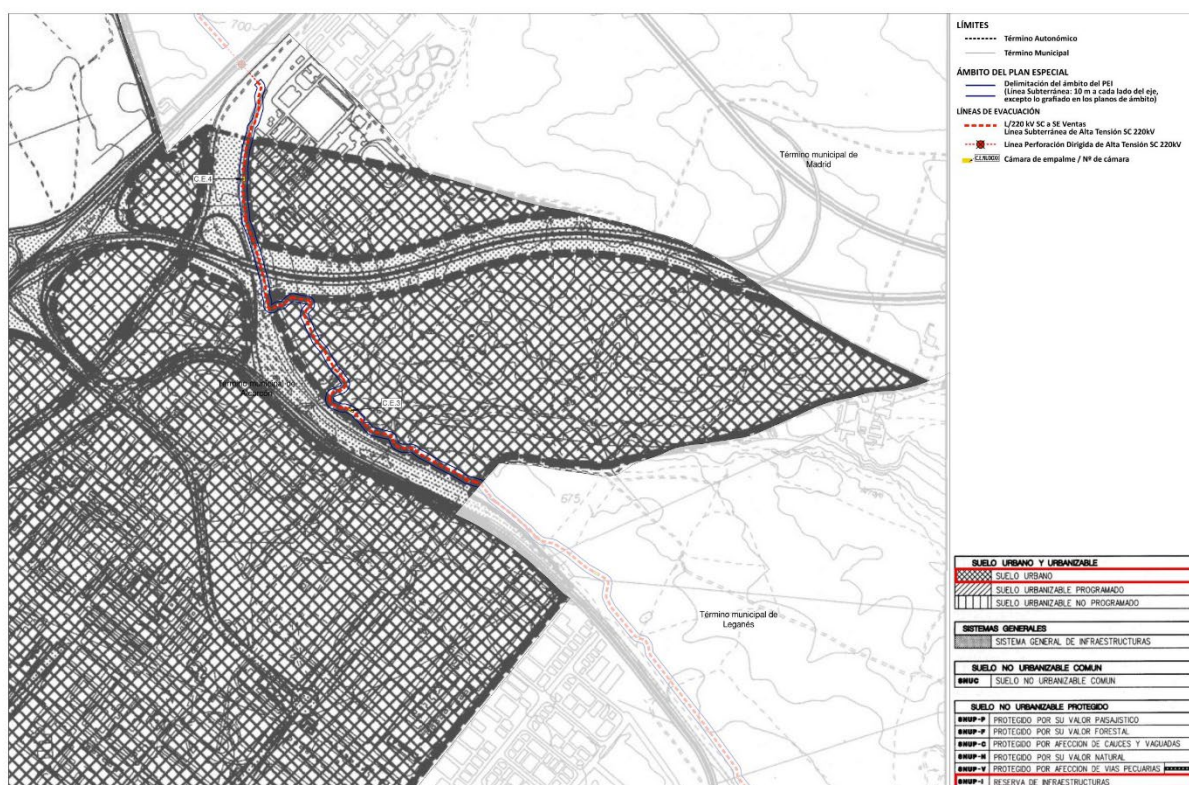 LÍMITES
Término Autonómico
Término Municipal
ÁMBITO DEL PLAN ESPECIAL
Delimitación del ámbito del PEI
(Línea Subterránea: 10 m a cada lado del eje,
excepto lo grafiado en los planos de ámbito)
LÍNEAS DE EVACUACIÓN
L/220 kV SC a SE Ventas
Línea Subterránea de Alta Tensión SC 220kV
Línea Perforación Dirigida de Alta Tensión SC 220kV
Cámara de empalme / Nº de cámara
700
C.E.4
Término municipal de
Madrid
Término municipal de
Alcorcón
C.E.3
675
Término municipal de
Leganés
SUELO URBANO Y URBANIZABLE
SUELO URBANO
SUELO URBANIZABLE PROGRAMADO
SUELO URBANIZABLE NO PROGRAMADO
SISTEMAS GENERALES
SISTEMA GENERAL DE INFRAESTRUCTURAS
SUELO NO URBANIZABLE COMUN
SNUC SUELO NO URBANIZABLE COMUN
SUELO NO URBANIZABLE PROTEGIDO
SNUP-P PROTEGIDO POR SU VALOR PAISAJISTICO
SNUP-F PROTEGIDO POR SU VALOR FORESTAL
SNUP-C PROTEGIDO POR AFECCION DE CAUCES Y VAGUADAS
SNUP-N PROTEGIDO POR SU VALOR NATURAL
SNUP-V PROTEGIDO POR AFECCION DE VIAS PECUARIAS
SNUP-I RESERVA DE INFRAESTRUCTURAS